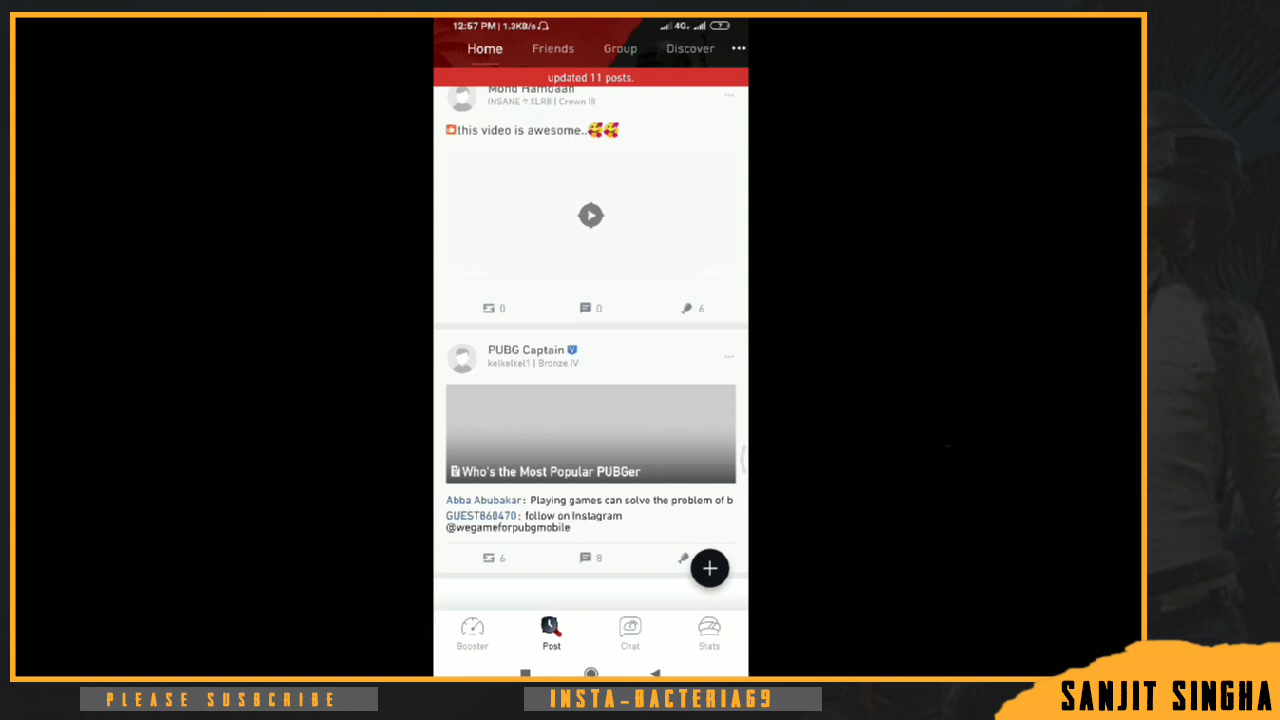 12:57 PM | 1.3KB/s
4G
Home Friends Group Discover
updated 11 posts.
Mohd Hamdaan
INSANE XLR8 | Crown III
this video is awesome..
0 0 6
PUBG Captain
kelkelkel1 | Bronze IV
Who's the Most Popular PUBGer
Abba Abubakar: Playing games can solve the problem of b
GUEST860470: follow on Instagram
@wegameforpubgmobile
6 8
Booster Post Chat Stats
PLEASE SUSBCRIBE
INSTA-BACTERIA69
SANJIT SINGHA